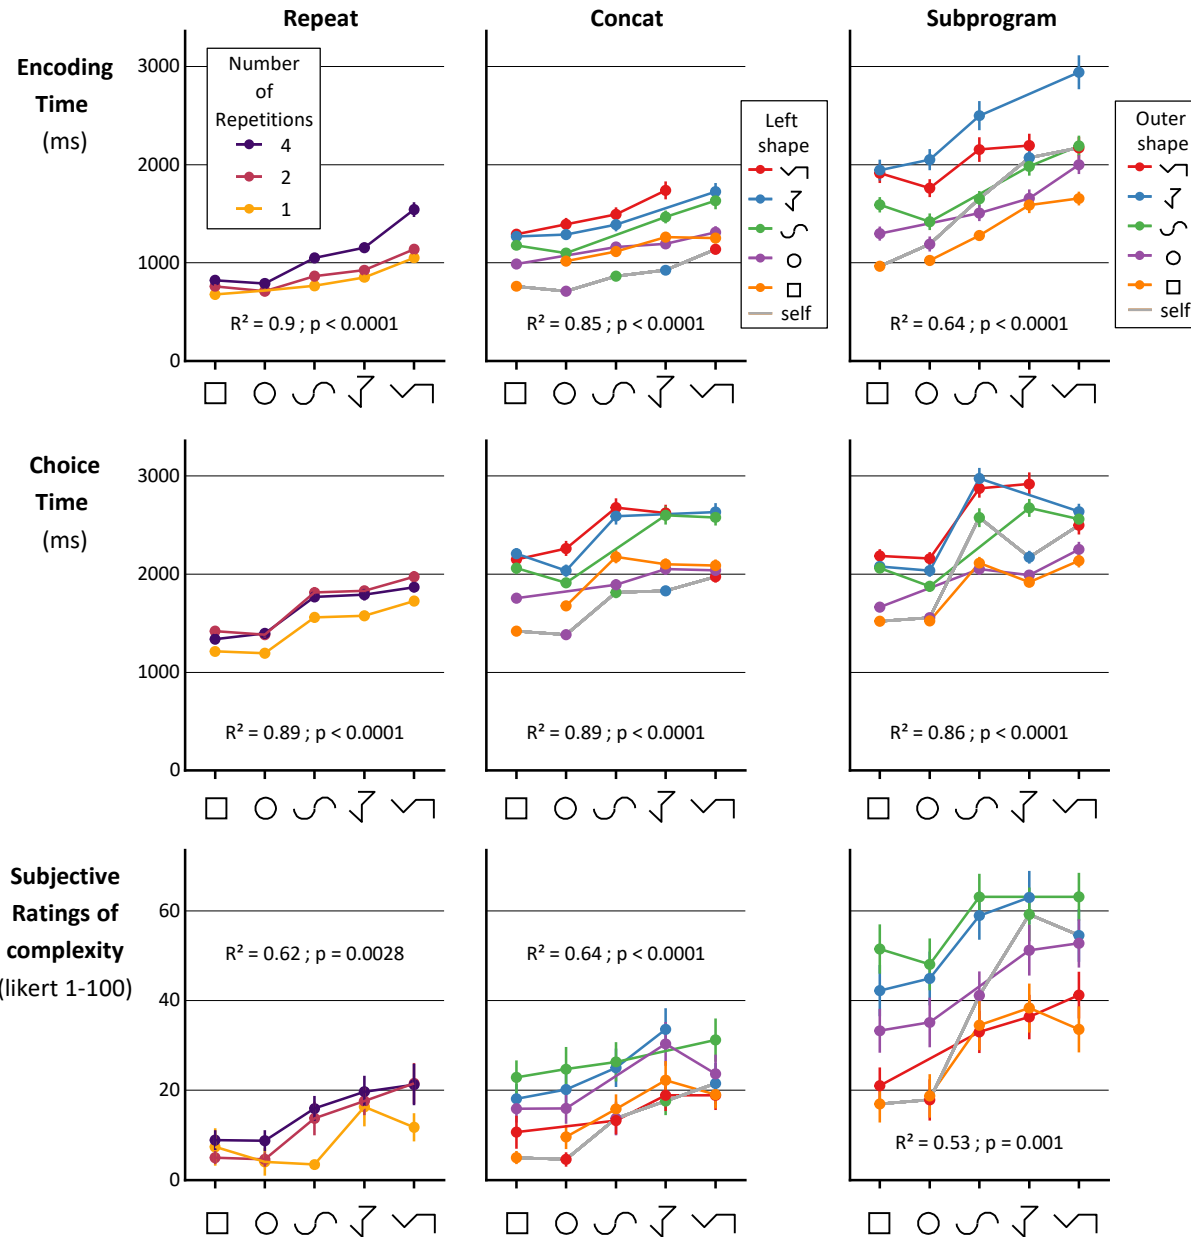 Repeat
Concat
Subprogram
Encoding
Time
(ms)
3000
2000
1000
0
Number
of
Repetitions
4
2
1
R² = 0.9 ; p < 0.0001
R² = 0.85 ; p < 0.0001
Left
shape
self
R² = 0.64 ; p < 0.0001
Outer
shape
self
Choice
Time
(ms)
3000
2000
1000
0
R² = 0.89 ; p < 0.0001
R² = 0.89 ; p < 0.0001
R² = 0.86 ; p < 0.0001
Subjective
Ratings of
complexity
(likert 1-100)
60
40
20
0
R² = 0.62 ; p = 0.0028
R² = 0.64 ; p < 0.0001
R² = 0.53 ; p = 0.001